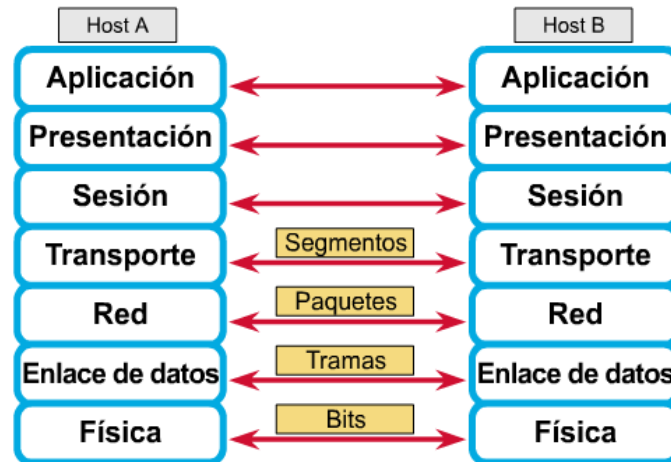 Host A
Host B
Aplicación
Aplicación
Presentación
Presentación
Sesión
Sesión
Transporte
Segmentos
Transporte
Red
Paquetes
Red
Enlace de datos
Tramas
Enlace de datos
Física
Bits
Física